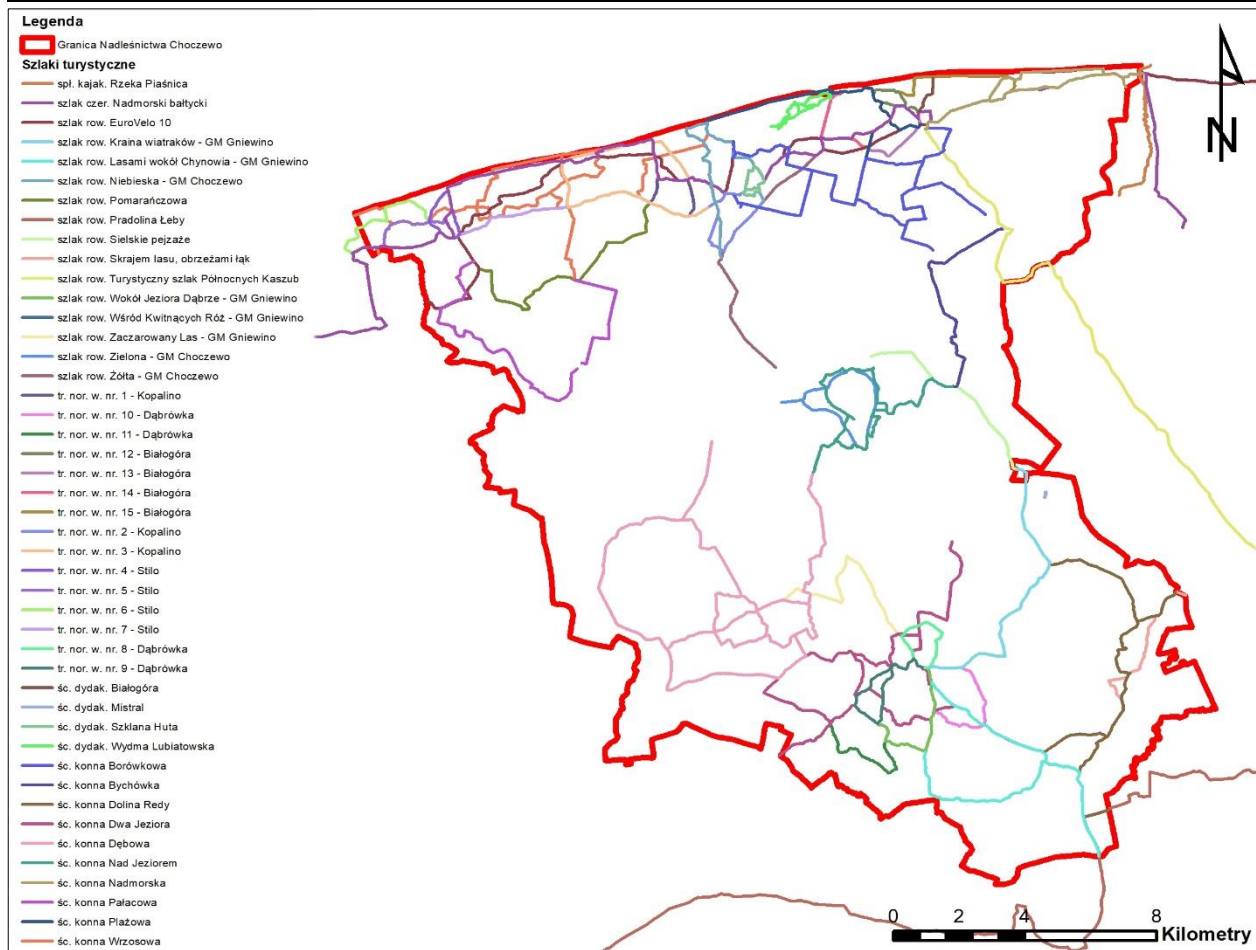 Legenda
Granica Nadleśnictwa Choczewo
Szlaki turystyczne
spł. kajak. Rzeka Piaśnica
szlak czer. Nadmorski bałtycki
szlak row. EuroVelo 10
szlak row. Kraina wiatraków - GM Gniewino
szlak row. Lasami wokół Chynowia - GM Gniewino
szlak row. Niebieska - GM Choczewo
szlak row. Pomarańczowa
szlak row. Pradolina Łeby
szlak row. Sielskie pejzaże
szlak row. Skrajem lasu, obrzeżami łąk
szlak row. Turystyczny szlak Północnych Kaszub
szlak row. Wokół Jeziora Dąbrze - GM Gniewino
szlak row. Wśród Kwitnących Róż - GM Gniewino
szlak row. Zaczarowany Las - GM Gniewino
szlak row. Zielona - GM Choczewo
szlak row. Żółta - GM Choczewo
tr. nor. w. nr. 1 - Kopalino
tr. nor. w. nr. 10 - Dąbrówka
tr. nor. w. nr. 11 - Dąbrówka
tr. nor. w. nr. 12 - Białogóra
tr. nor. w. nr. 13 - Białogóra
tr. nor. w. nr. 14 - Białogóra
tr. nor. w. nr. 15 - Białogóra
tr. nor. w. nr. 2 - Kopalino
tr. nor. w. nr. 3 - Kopalino
tr. nor. w. nr. 4 - Stilo
tr. nor. w. nr. 5 - Stilo
tr. nor. w. nr. 6 - Stilo
tr. nor. w. nr. 7 - Stilo
tr. nor. w. nr. 8 - Dąbrówka
tr. nor. w. nr. 9 - Dąbrówka
śc. dydak. Białogóra
śc. dydak. Mistral
śc. dydak. Szklana Huta
śc. dydak. Wydma Lubiatowska
śc. konna Borówkowa
śc. konna Bychówka
śc. konna Dolina Redy
śc. konna Dwa Jeziora
śc. konna Dębowa
śc. konna Nad Jeziorem
śc. konna Nadmorska
śc. konna Pałacowa
śc. konna Plażowa
śc. konna Wrzosowa
N
0 2 4 8
Kilometry